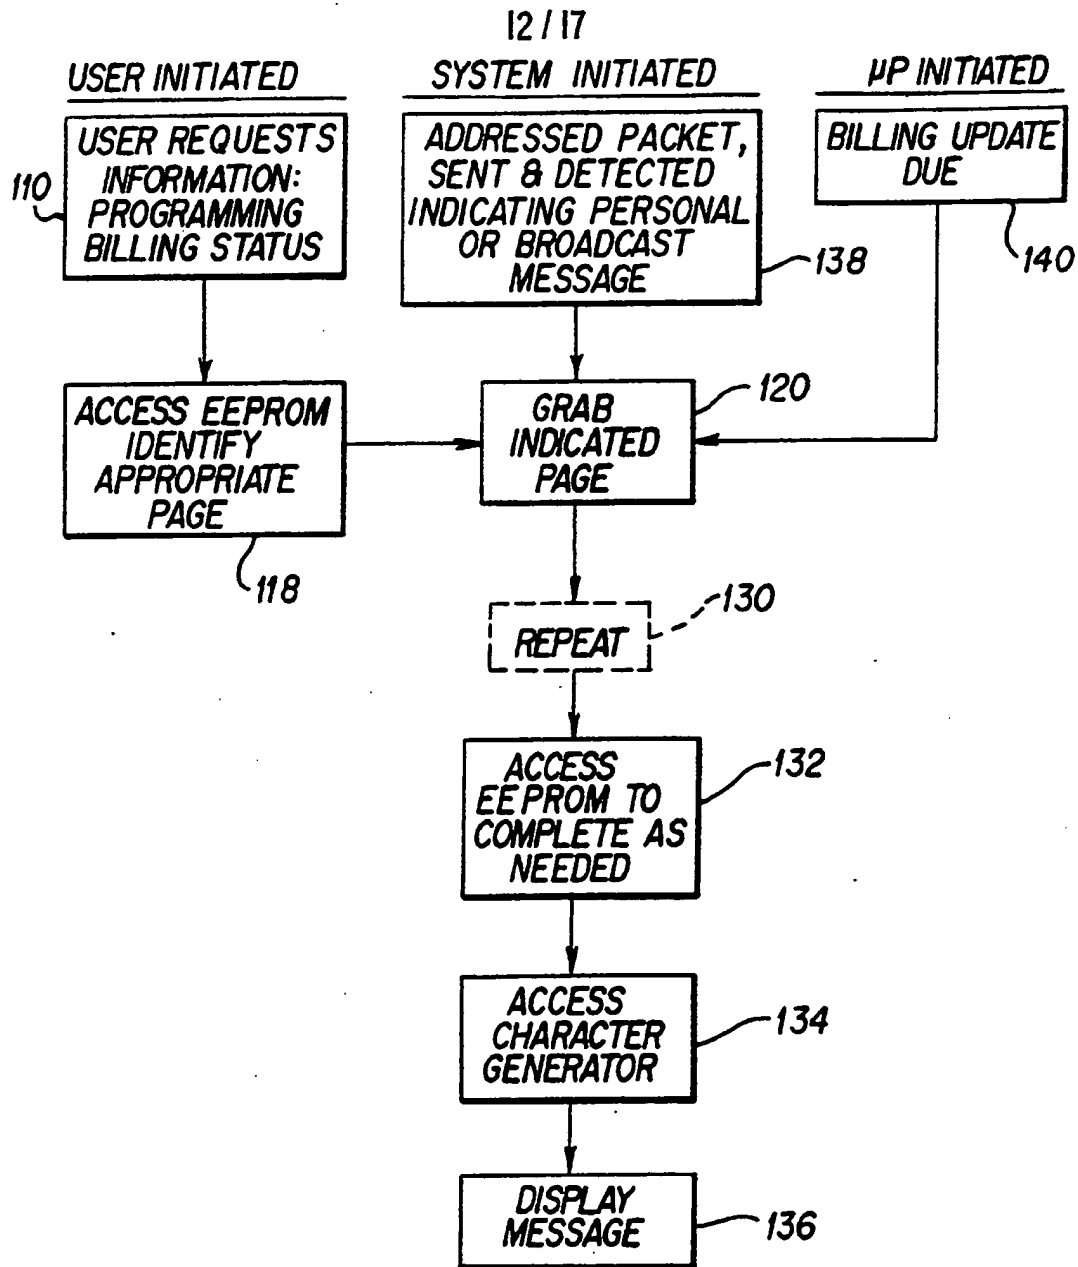 12/17
USER INITIATED
SYSTEM INITIATED
µP INITIATED
USER REQUESTS
INFORMATION:
PROGRAMMING
BILLING STATUS
110
ADDRESSED PACKET,
SENT & DETECTED
INDICATING PERSONAL
OR BROADCAST
MESSAGE
138
BILLING UPDATE
DUE
140
ACCESS EEPROM
IDENTIFY
APPROPRIATE
PAGE
118
GRAB
INDICATED
PAGE
120
REPEAT
130
ACCESS
EEPROM TO
COMPLETE AS
NEEDED
132
ACCESS
CHARACTER
GENERATOR
134
DISPLAY
MESSAGE
136